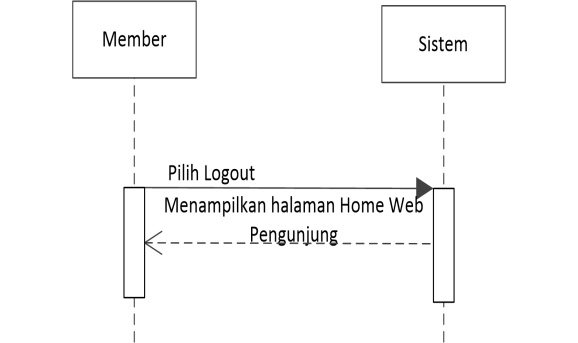 Member
Sistem
Pilih Logout
Menampilkan halaman Home Web
Pengunjung